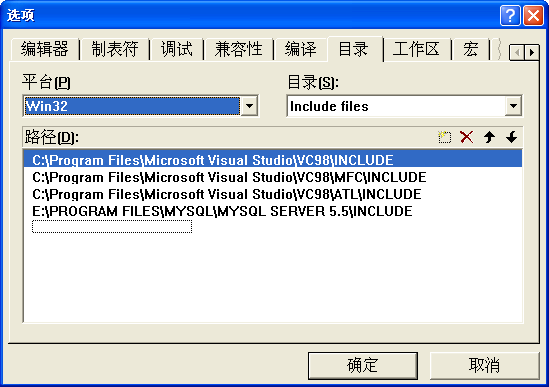 选项
编辑器 制表符 调试 兼容性 编译 目录 工作区 宏
平台(P) 目录(S):
Win32 Include files
路径(D):
C:\Program Files\Microsoft Visual Studio\VC98\INCLUDE
C:\Program Files\Microsoft Visual Studio\VC98\MFC\INCLUDE
C:\Program Files\Microsoft Visual Studio\VC98\ATL\INCLUDE
E:\PROGRAM FILES\MYSQL\MYSQL SERVER 5.5\INCLUDE
确定 取消